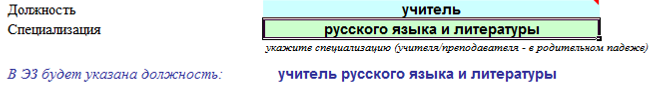 Должность учитель
Специализация русского языка и литературы
укажите специализацию (учителя/преподавателя - в родительном падеже)
В ЭЗ будет указана должность: учитель русского языка и литературы